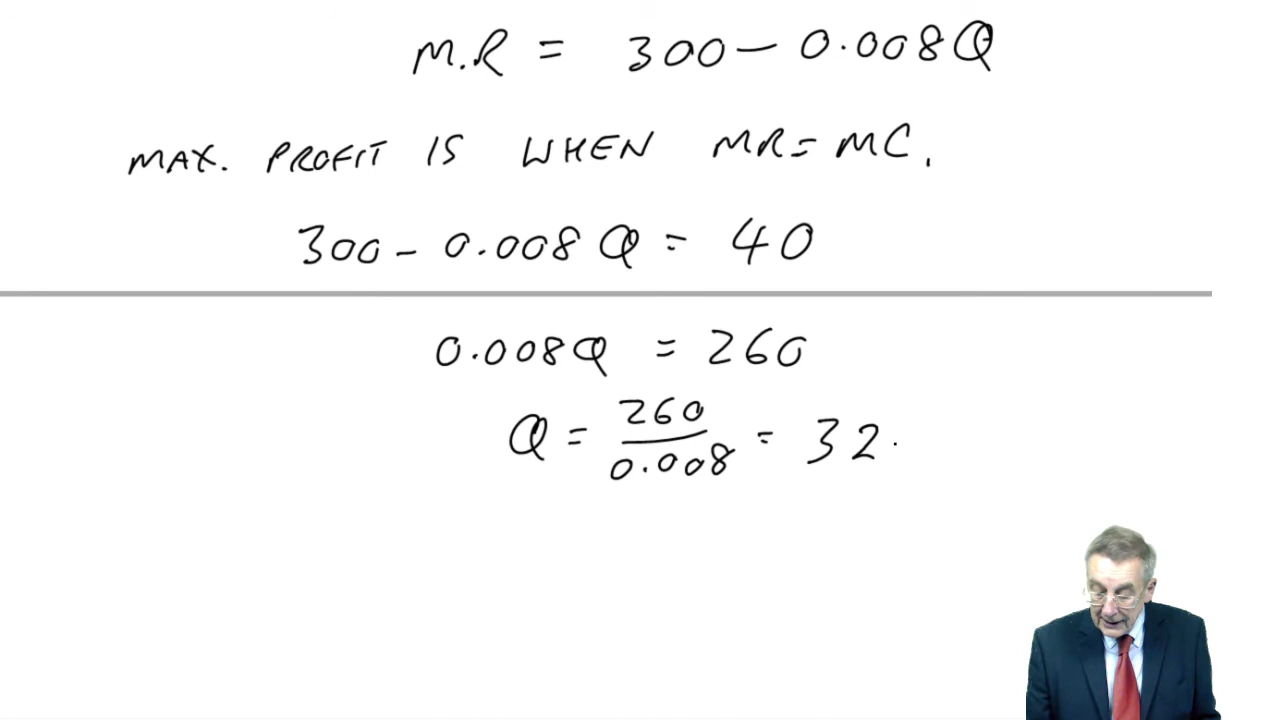 M.R = 300 - 0.008Q
MAX. PROFIT IS WHEN MR = MC.
300 - 0.008Q = 40
0.008Q = 260
Q = 260/0.008 = 32.